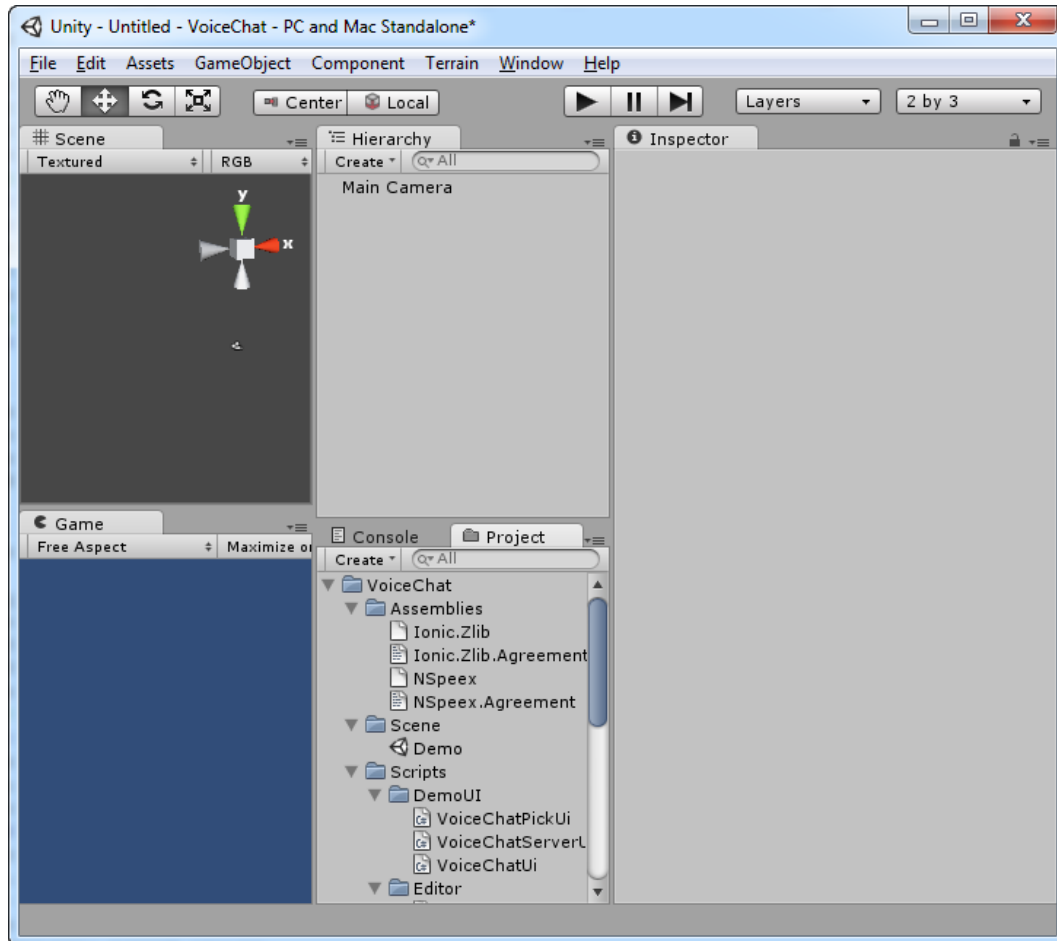 Unity - Untitled - VoiceChat - PC and Mac Standalone*
File Edit Assets GameObject Component Terrain Window Help
Center Local Layers 2 by 3
Scene
Textured RGB
y
x
Hierarchy
Create All
Main Camera
Inspector
Game
Free Aspect Maximize
Console Project
Create All
VoiceChat
Assemblies
Ionic.Zlib
Ionic.Zlib.Agreement
NSpeex
NSpeex.Agreement
Scene
Demo
Scripts
DemoUI
VoiceChatPickUi
VoiceChatServerU
VoiceChatUi
Editor